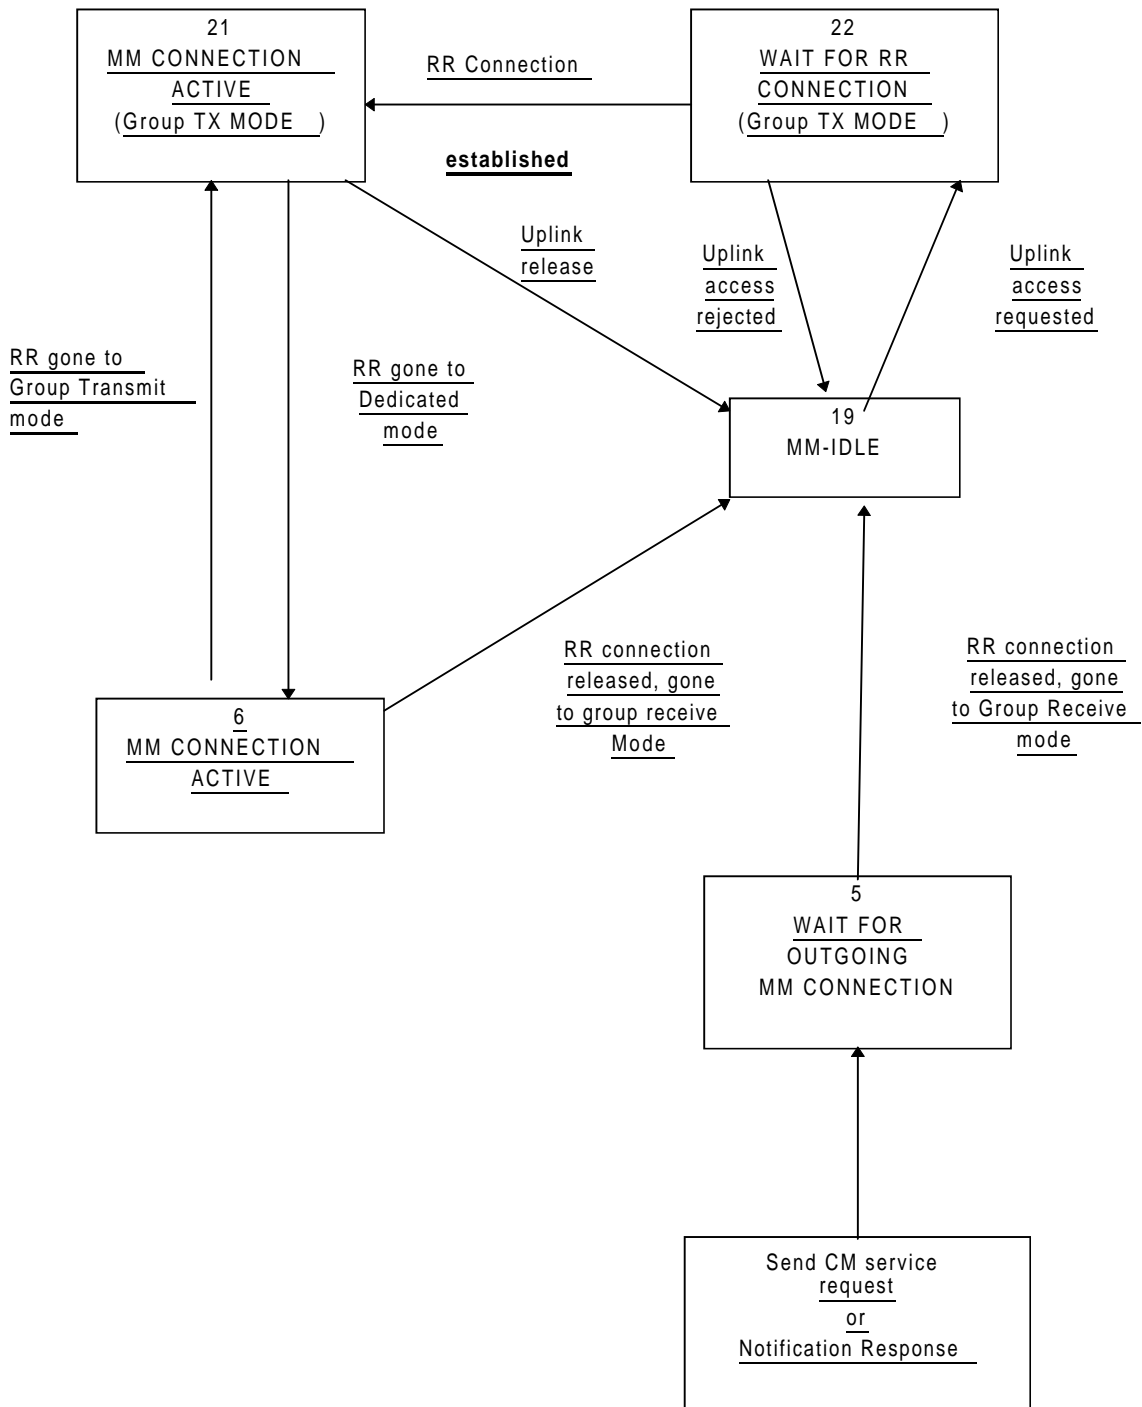 21
MM CONNECTION
ACTIVE
(Group TX MODE )
RR Connection
established
22
WAIT FOR RR
CONNECTION
(Group TX MODE )
Uplink
release
Uplink
access
rejected
Uplink
access
requested
RR gone to
Group Transmit
mode
RR gone to
Dedicated
mode
19
MM-IDLE
RR connection
released, gone
to group receive
Mode
RR connection
released, gone
to Group Receive
mode
6
MM CONNECTION
ACTIVE
5
WAIT FOR
OUTGOING
MM CONNECTION
Send CM service
request
or
Notification Response